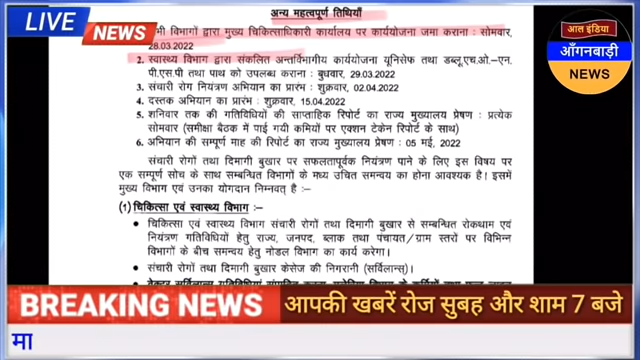 LIVE
NEWS
आल इंडिया
आँगनबाड़ी
NEWS
अन्य महत्वपूर्ण तिथियाँ
भी विभागों द्वारा मुख्य चिकित्साधिकारी कार्यालय पर कार्ययोजना जमा कराना : सोमवार,
28.03.2022
2. स्वास्थ्य विभाग द्वारा संकलित अन्तर्विभागीय कार्ययोजना यूनिसेफ तथा डब्लू.एच.ओ.-एन.
पी.एस.पी तथा पाथ को उपलब्ध कराना : बुधवार, 29.03.2022
3. संचारी रोग नियंत्रण अभियान का प्रारंभ : शुक्रवार, 02.04.2022
4. दस्तक अभियान का प्रारंभ : शुक्रवार, 15.04.2022
5. शनिवार तक की गतिविधियों की साप्ताहिक रिपोर्ट का राज्य मुख्यालय प्रेषण : प्रत्येक
सोमवार (समीक्षा बैठक में पाई गयी कमियों पर एक्शन टेकेन रिपोर्ट के साथ)
6. अभियान की सम्पूर्ण माह की रिपोर्ट का राज्य मुख्यालय प्रेषण : 05 मई, 2022
संचारी रोगों तथा दिमागी बुखार पर सफलतापूर्वक नियंत्रण पाने के लिए इस विषय पर
एक सम्पूर्ण सोच के साथ सम्बन्धित विभागों के मध्य उचित समन्वय का होना आवश्यक है। इसमें
मुख्य विभाग एवं उनका योगदान निम्नवत् है :-
(1) चिकित्सा एवं स्वास्थ्य विभाग :-
• चिकित्सा एवं स्वास्थ्य विभाग संचारी रोगों तथा दिमागी बुखार से सम्बन्धित रोकथाम एवं
नियंत्रण गतिविधियों हेतु राज्य, जनपद, ब्लाक तथा पंचायत/ग्राम स्तरों पर विभिन्न
विभागों के बीच समन्वय हेतु नोडल विभाग का कार्य करेगा।
• संचारी रोगों तथा दिमागी बुखार केसेज की निगरानी (सर्विलान्स)।
BREAKING NEWS
आपकी खबरें रोज सुबह और शाम 7 बजे
मा